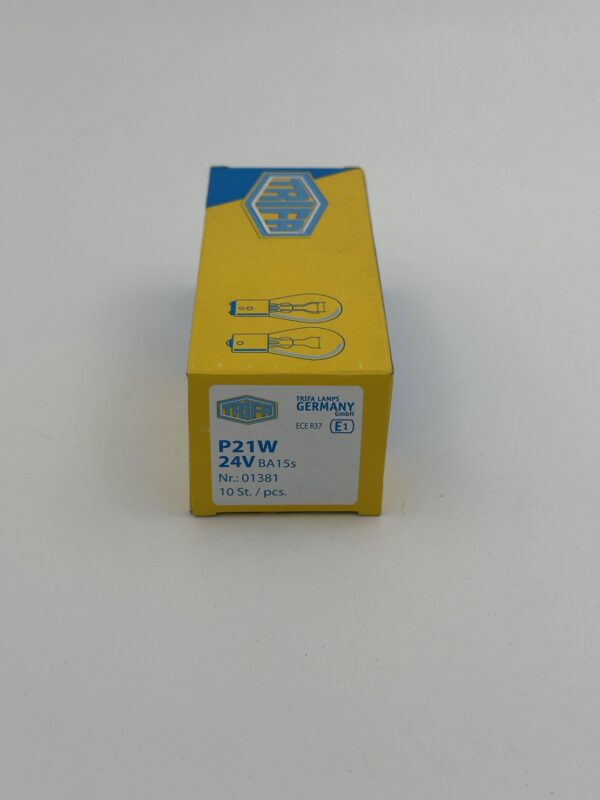 TRIFA
TRIFA
TRIFA LAMPS
GERMANY
GmbH
ECE R37 E1
P21W
24V BA15s
Nr.: 01381
10 St. / pcs.